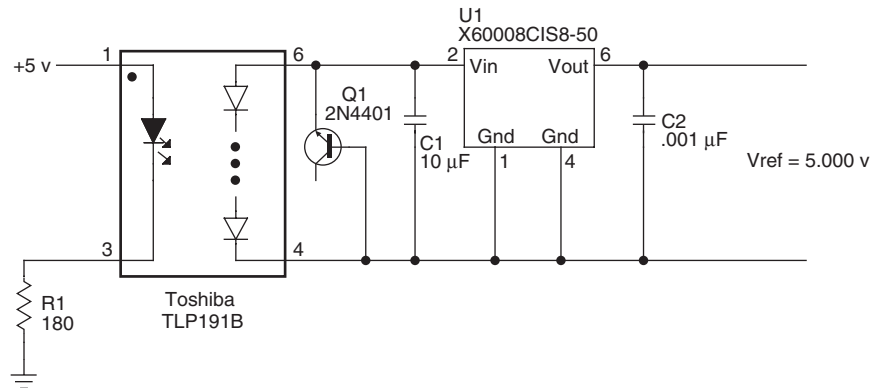 U1
X60008CIS8-50
1
6
2
6
+5 v
Vin
Vout
Q1
2N4401
C1
10 µF
Gnd
Gnd
1
4
C2
.001 µF
Vref = 5.000 v
3
4
R1
180
Toshiba
TLP191B